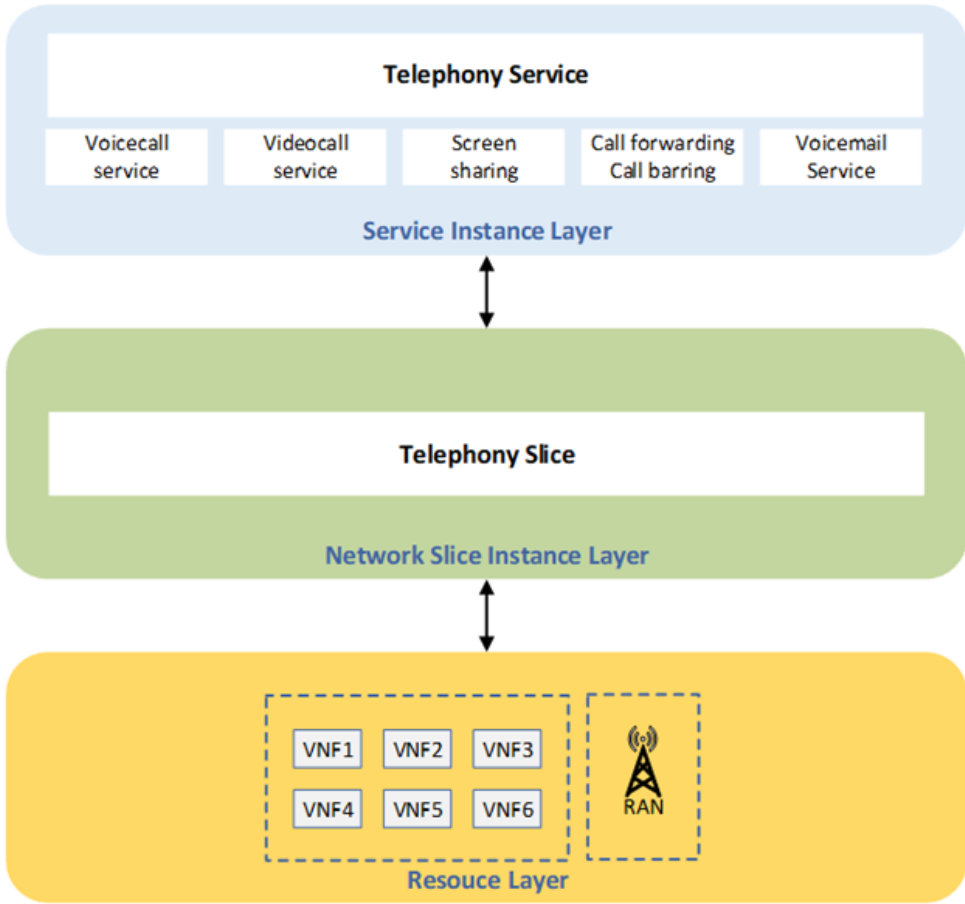 Telephony Service
Voicecall
service
Videocall
service
Screen
sharing
Call forwarding
Call barring
Voicemail
Service
Service Instance Layer
Telephony Slice
Network Slice Instance Layer
VNF1
VNF2
VNF3
VNF4
VNF5
VNF6
RAN
Resouce Layer